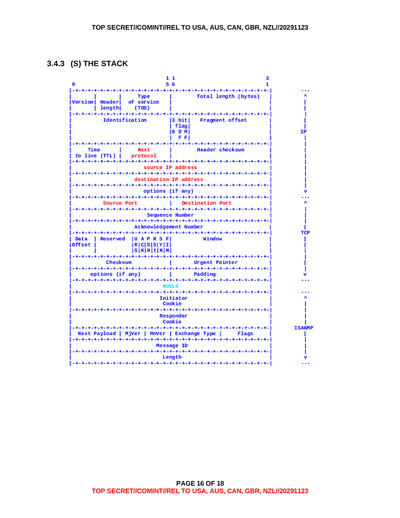 TOP SECRET//COMINT//REL TO USA, AUS, CAN, GBR, NZL//20291123
3.4.3 (S) THE STACK
1 1 3
0 5 6 1
|-+-+-+-+-+-+-+-+-+-+-+-+-+-+-+-+-+-+-+-+-+-+-+-+-+-+-+-+-+-+-+-| ---
| | | Type | Total length (bytes) | ^
|Version| Header| of service | | |
| | length| (TOS) | | |
|-+-+-+-+-+-+-+-+-+-+-+-+-+-+-+-+-+-+-+-+-+-+-+-+-+-+-+-+-+-+-+-| |
| Identification |3 bit| Fragment offset | |
| | flag| | |
| |0 D M| | IP
| | F F| | |
|-+-+-+-+-+-+-+-+-+-+-+-+-+-+-+-+-+-+-+-+-+-+-+-+-+-+-+-+-+-+-+-| |
| Time | Next | Header checksum | |
| to live (TTL) | protocol | | |
|-+-+-+-+-+-+-+-+-+-+-+-+-+-+-+-+-+-+-+-+-+-+-+-+-+-+-+-+-+-+-+-| |
| source IP address | |
|-+-+-+-+-+-+-+-+-+-+-+-+-+-+-+-+-+-+-+-+-+-+-+-+-+-+-+-+-+-+-+-| |
| destination IP address | |
|-+-+-+-+-+-+-+-+-+-+-+-+-+-+-+-+-+-+-+-+-+-+-+-+-+-+-+-+-+-+-+-| |
| options (if any) | v
|-+-+-+-+-+-+-+-+-+-+-+-+-+-+-+-+-+-+-+-+-+-+-+-+-+-+-+-+-+-+-+-| ---
| Source Port | Destination Port | ^
|-+-+-+-+-+-+-+-+-+-+-+-+-+-+-+-+-+-+-+-+-+-+-+-+-+-+-+-+-+-+-+-| |
| Sequence Number | |
|-+-+-+-+-+-+-+-+-+-+-+-+-+-+-+-+-+-+-+-+-+-+-+-+-+-+-+-+-+-+-+-| |
| Acknowledgement Number | |
|-+-+-+-+-+-+-+-+-+-+-+-+-+-+-+-+-+-+-+-+-+-+-+-+-+-+-+-+-+-+-+-| TCP
| Data | Reserved |U A P R S F| Window | |
|Offset | |R|C|S|S|Y|I| | |
| | |G|K|H|T|N|N| | |
|-+-+-+-+-+-+-+-+-+-+-+-+-+-+-+-+-+-+-+-+-+-+-+-+-+-+-+-+-+-+-+-| |
| Checksum | Urgent Pointer | |
|-+-+-+-+-+-+-+-+-+-+-+-+-+-+-+-+-+-+-+-+-+-+-+-+-+-+-+-+-+-+-+-| |
| options (if any) | Padding | v
|-+-+-+-+-+-+-+-+-+-+-+-+-+-+-+-+-+-+-+-+-+-+-+-+-+-+-+-+-+-+-+-| ---
| NULLS |
|-+-+-+-+-+-+-+-+-+-+-+-+-+-+-+-+-+-+-+-+-+-+-+-+-+-+-+-+-+-+-+-| ---
| Initiator | ^
| Cookie | |
|-+-+-+-+-+-+-+-+-+-+-+-+-+-+-+-+-+-+-+-+-+-+-+-+-+-+-+-+-+-+-+-| |
| Responder | |
| Cookie | |
|-+-+-+-+-+-+-+-+-+-+-+-+-+-+-+-+-+-+-+-+-+-+-+-+-+-+-+-+-+-+-+-| ISAKMP
| Next Payload | MjVer | MnVer | Exchange Type | Flags | |
|-+-+-+-+-+-+-+-+-+-+-+-+-+-+-+-+-+-+-+-+-+-+-+-+-+-+-+-+-+-+-+-| |
| Message ID | |
|-+-+-+-+-+-+-+-+-+-+-+-+-+-+-+-+-+-+-+-+-+-+-+-+-+-+-+-+-+-+-+-| |
| Length | v
|-+-+-+-+-+-+-+-+-+-+-+-+-+-+-+-+-+-+-+-+-+-+-+-+-+-+-+-+-+-+-+-| ---
PAGE 16 OF 18
TOP SECRET//COMINT//REL TO USA, AUS, CAN, GBR, NZL//20291123